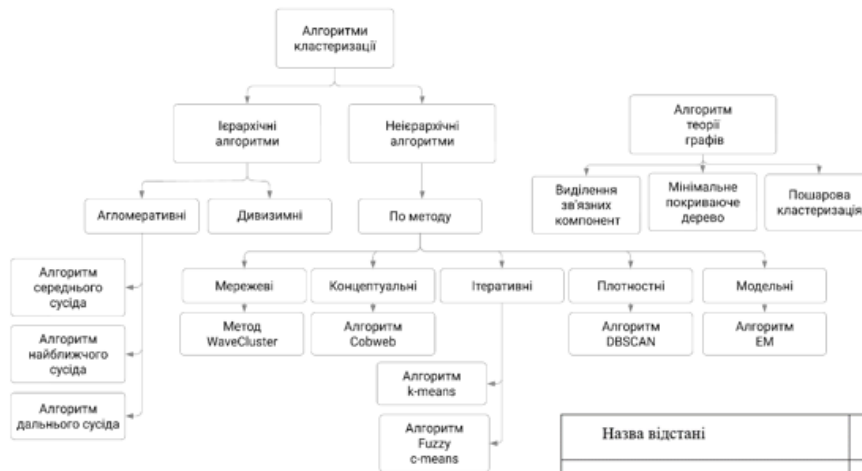 Алгоритми
кластеризації
Ієрархічні
алгоритми
Неієрархічні
алгоритми
Алгоритм
теорії
графів
Виділення
зв'язних
компонент
Мінімальне
покриваюче
дерево
Пошарова
кластеризація
Агломеративні
Дивизимні
По методу
Алгоритм
середнього
сусіда
Алгоритм
найближчого
сусіда
Алгоритм
дальнього сусіда
Мережеві
Концептуальні
Ітеративні
Плотностні
Модельні
Метод
WaveCluster
Алгоритм
Cobweb
Алгоритм
DBSCAN
Алгоритм
EM
Алгоритм
k-means
Алгоритм
Fuzzy
c-means
Назва відстані